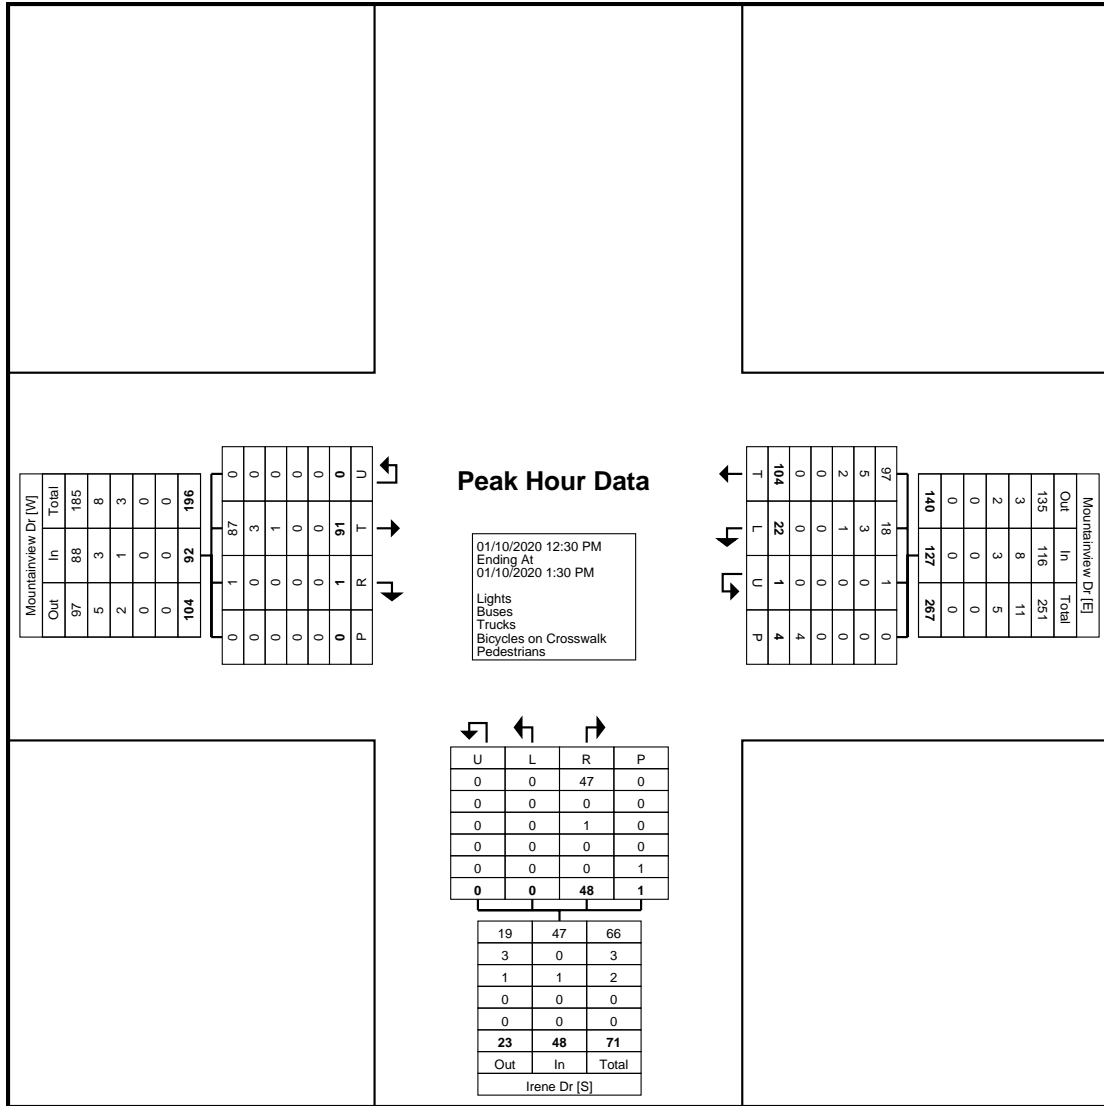 Peak Hour Data
01/10/2020 12:30 PM
Ending At
01/10/2020 1:30 PM
Lights
Buses
Trucks
Bicycles on Crosswalk
Pedestrians
U T R P
0 91 1 0
0 0 0 0
0 0 0 0
0 1 0 0
0 3 0 0
0 87 1 0
196 92 104
0 0 0
0 0 0
3 1 2
8 3 5
185 88 97
Total In Out
Mountainview Dr [W]
Mountainview Dr [E]
Out In Total
135 116 251
3 8 11
2 3 5
0 0 0
0 0 0
140 127 267
97 18 1 0
5 3 0 0
2 1 0 0
0 0 0 0
0 0 0 4
104 22 1 4
T L U P
U L R P
0 0 47 0
0 0 0 0
0 0 1 0
0 0 0 0
0 0 0 1
0 0 48 1
19 47 66
3 0 3
1 1 2
0 0 0
0 0 0
23 48 71
Out In Total
Irene Dr [S]